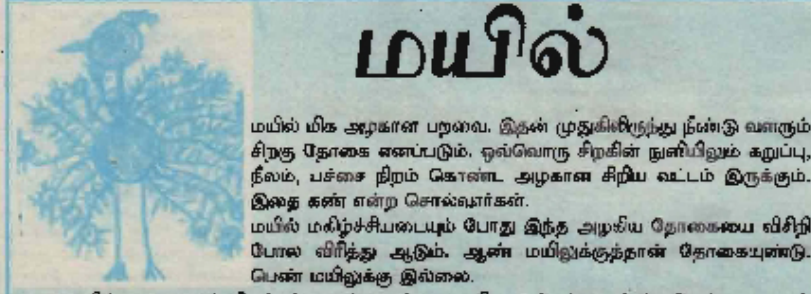 மயில்
மயில் மிக அழகான பறவை. இதன் முதுகிலிருந்து நீண்டு வளரும்
சிறகு தோகை எனப்படும். ஒவ்வொரு சிறகின் நுனியிலும் கறுப்பு,
நீலம், பச்சை நிறம் கொண்ட அழகான சிறிய வட்டம் இருக்கும்.
இதை கண் என்ற சொல்வார்கள்.
மயில் மகிழ்ச்சியடையும் போது இந்த அழகிய தோகையை விசிறி
போல விரித்து ஆடும். ஆண் மயிலுக்குத்தான் தோகையுண்டு.
பெண் மயிலுக்கு இல்லை.